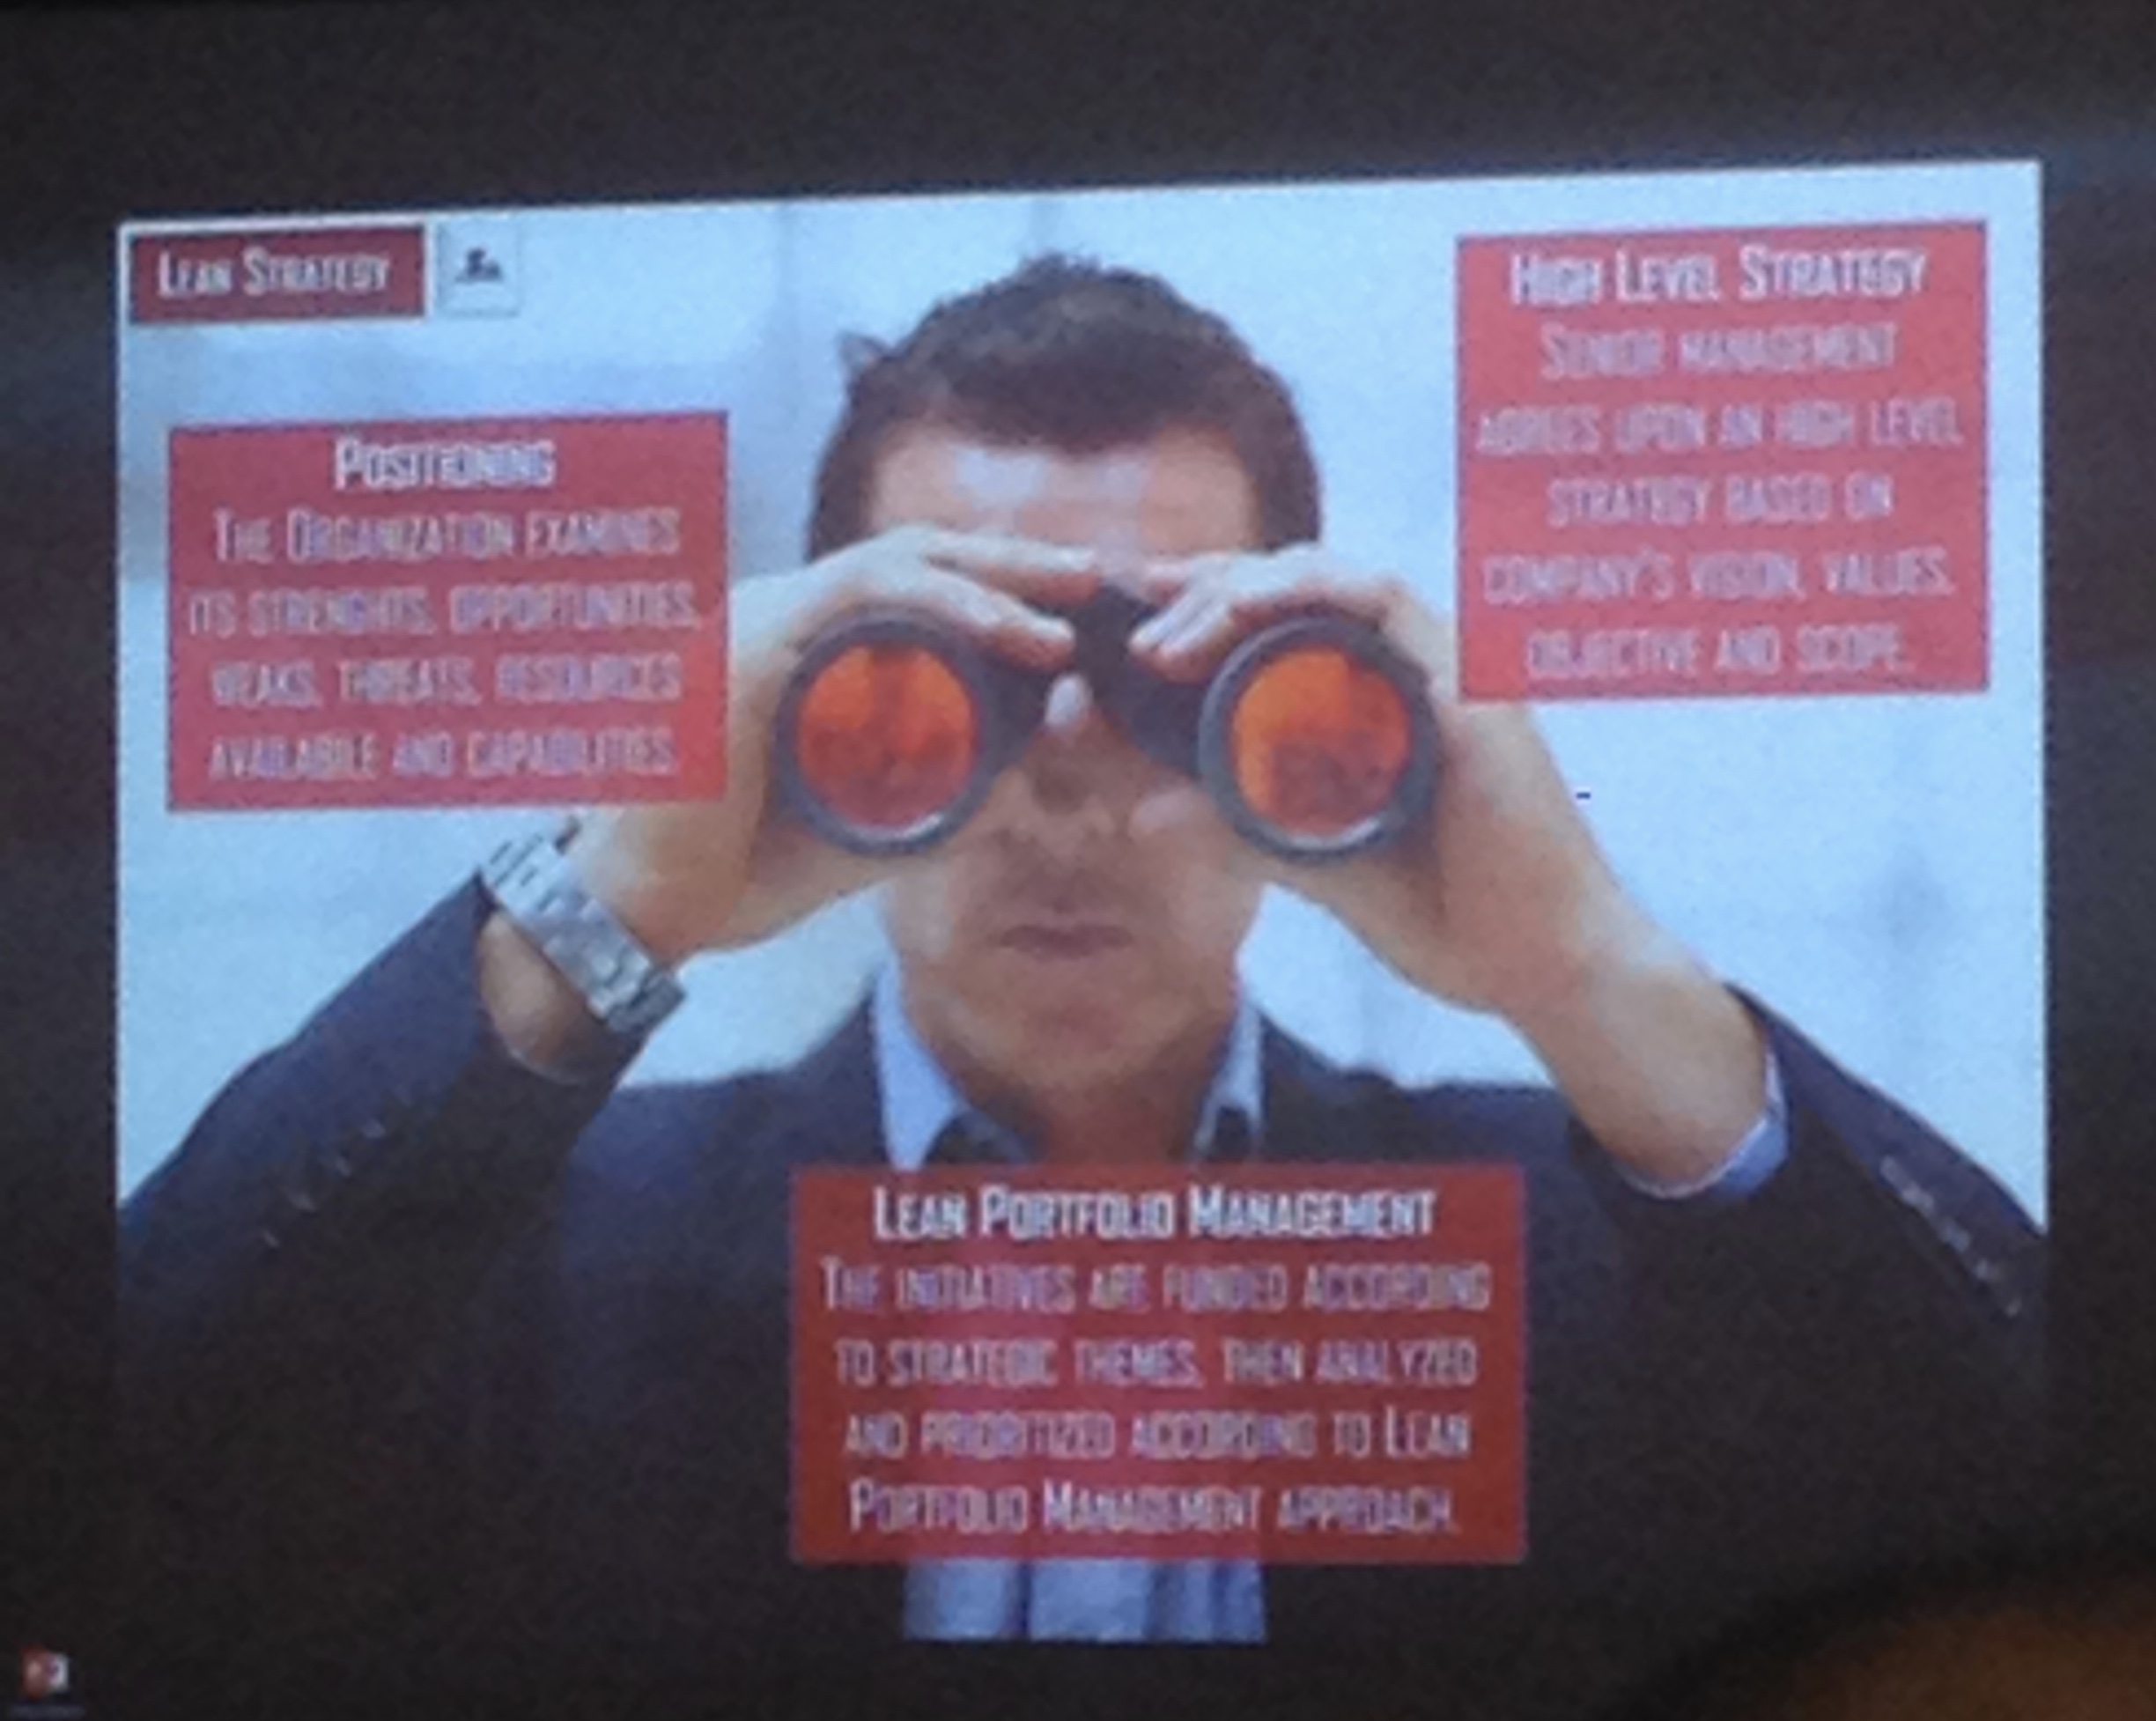 Lean Strategy
Positioning
The Organization examines
its strenghts, opportunities,
weaks, threats, resources
availabile and capabilities
High Level Strategy
Senior management
agrees upon an high level
strategy based on
company's vision, values,
objective and scope.
Lean Portfolio Management
The initiatives are funded according
to strategic themes, then analyzed
and prioritized according to Lean
Portfolio Management approach.